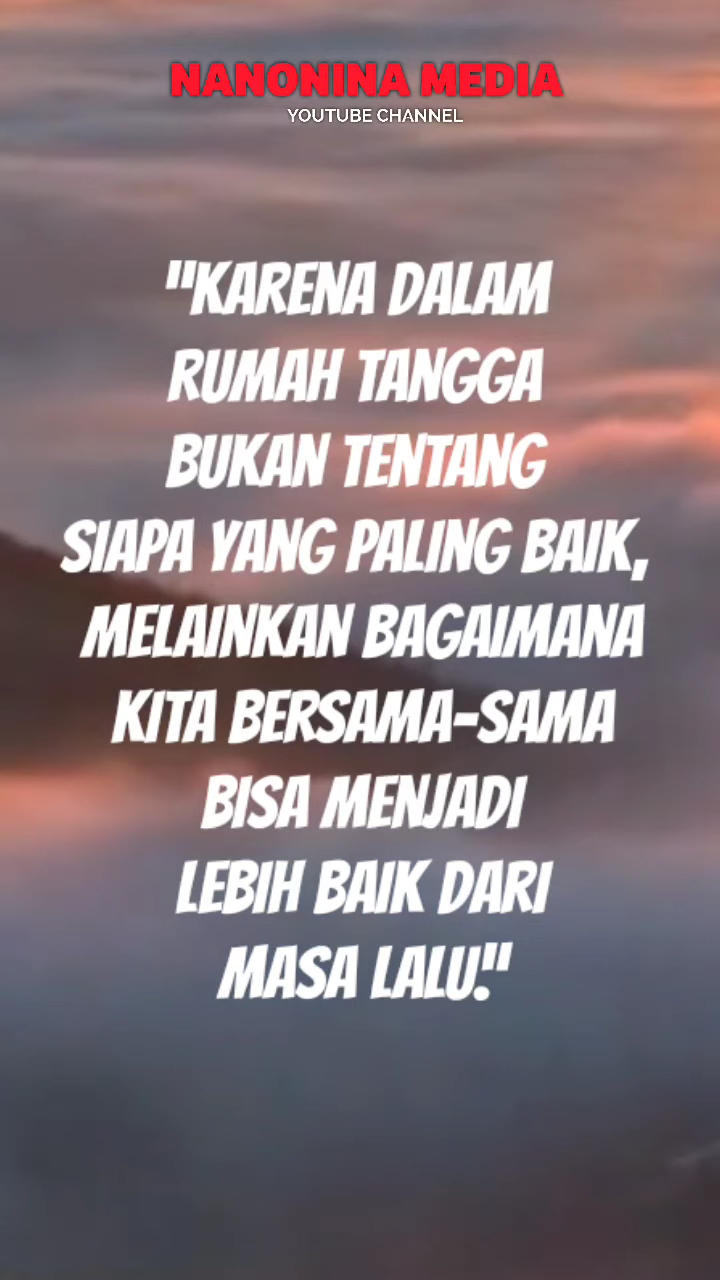 NANONINA MEDIA
YOUTUBE CHANNEL
"KARENA DALAM
RUMAH TANGGA
BUKAN TENTANG
SIAPA YANG PALING BAIK,
MELAINKAN BAGAIMANA
KITA BERSAMA-SAMA
BISA MENJADI
LEBIH BAIK DARI
MASA LALU."